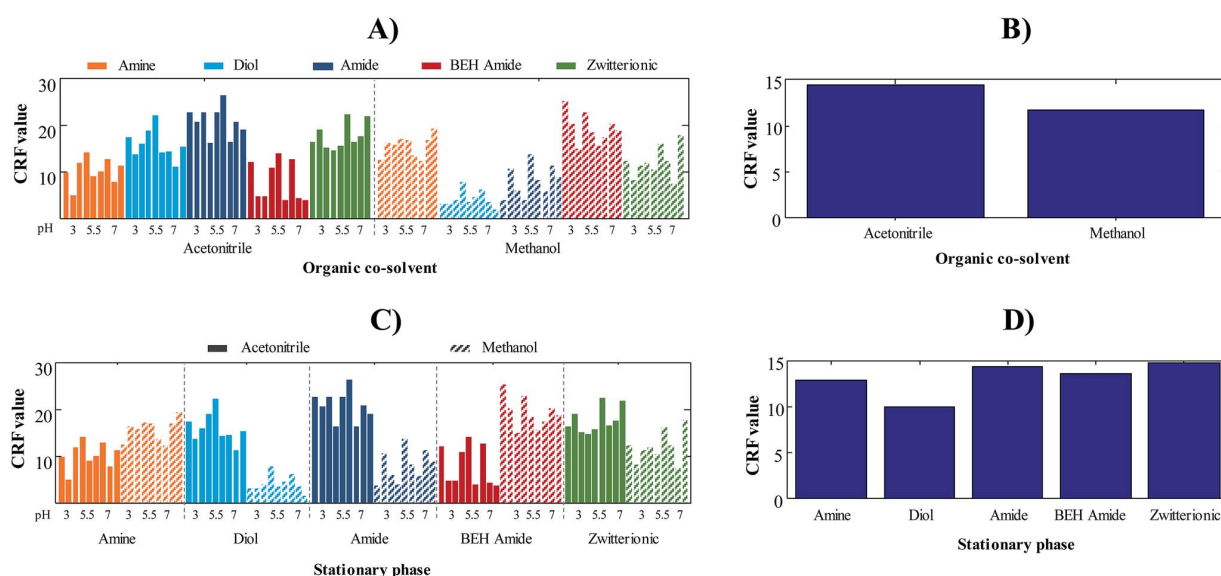 A)
Amine Diol Amide BEH Amide Zwitterionic
30
20
10
0
CRF value
pH 3 5.5 7 3 5.5 7 3 5.5 7 3 5.5 7 3 5.5 7 3 5.5 7 3 5.5 7 3 5.5 7 3 5.5 7 3 5.5 7
Acetonitrile Methanol
Organic co-solvent
B)
15
10
5
0
CRF value
Acetonitrile Methanol
Organic co-solvent
C)
Acetonitrile Methanol
30
20
10
0
CRF value
pH 3 5.5 7 3 5.5 7 3 5.5 7 3 5.5 7 3 5.5 7 3 5.5 7 3 5.5 7 3 5.5 7 3 5.5 7 3 5.5 7
Amine Diol Amide BEH Amide Zwitterionic
Stationary phase
D)
15
10
5
0
CRF value
Amine Diol Amide BEH Amide Zwitterionic
Stationary phase